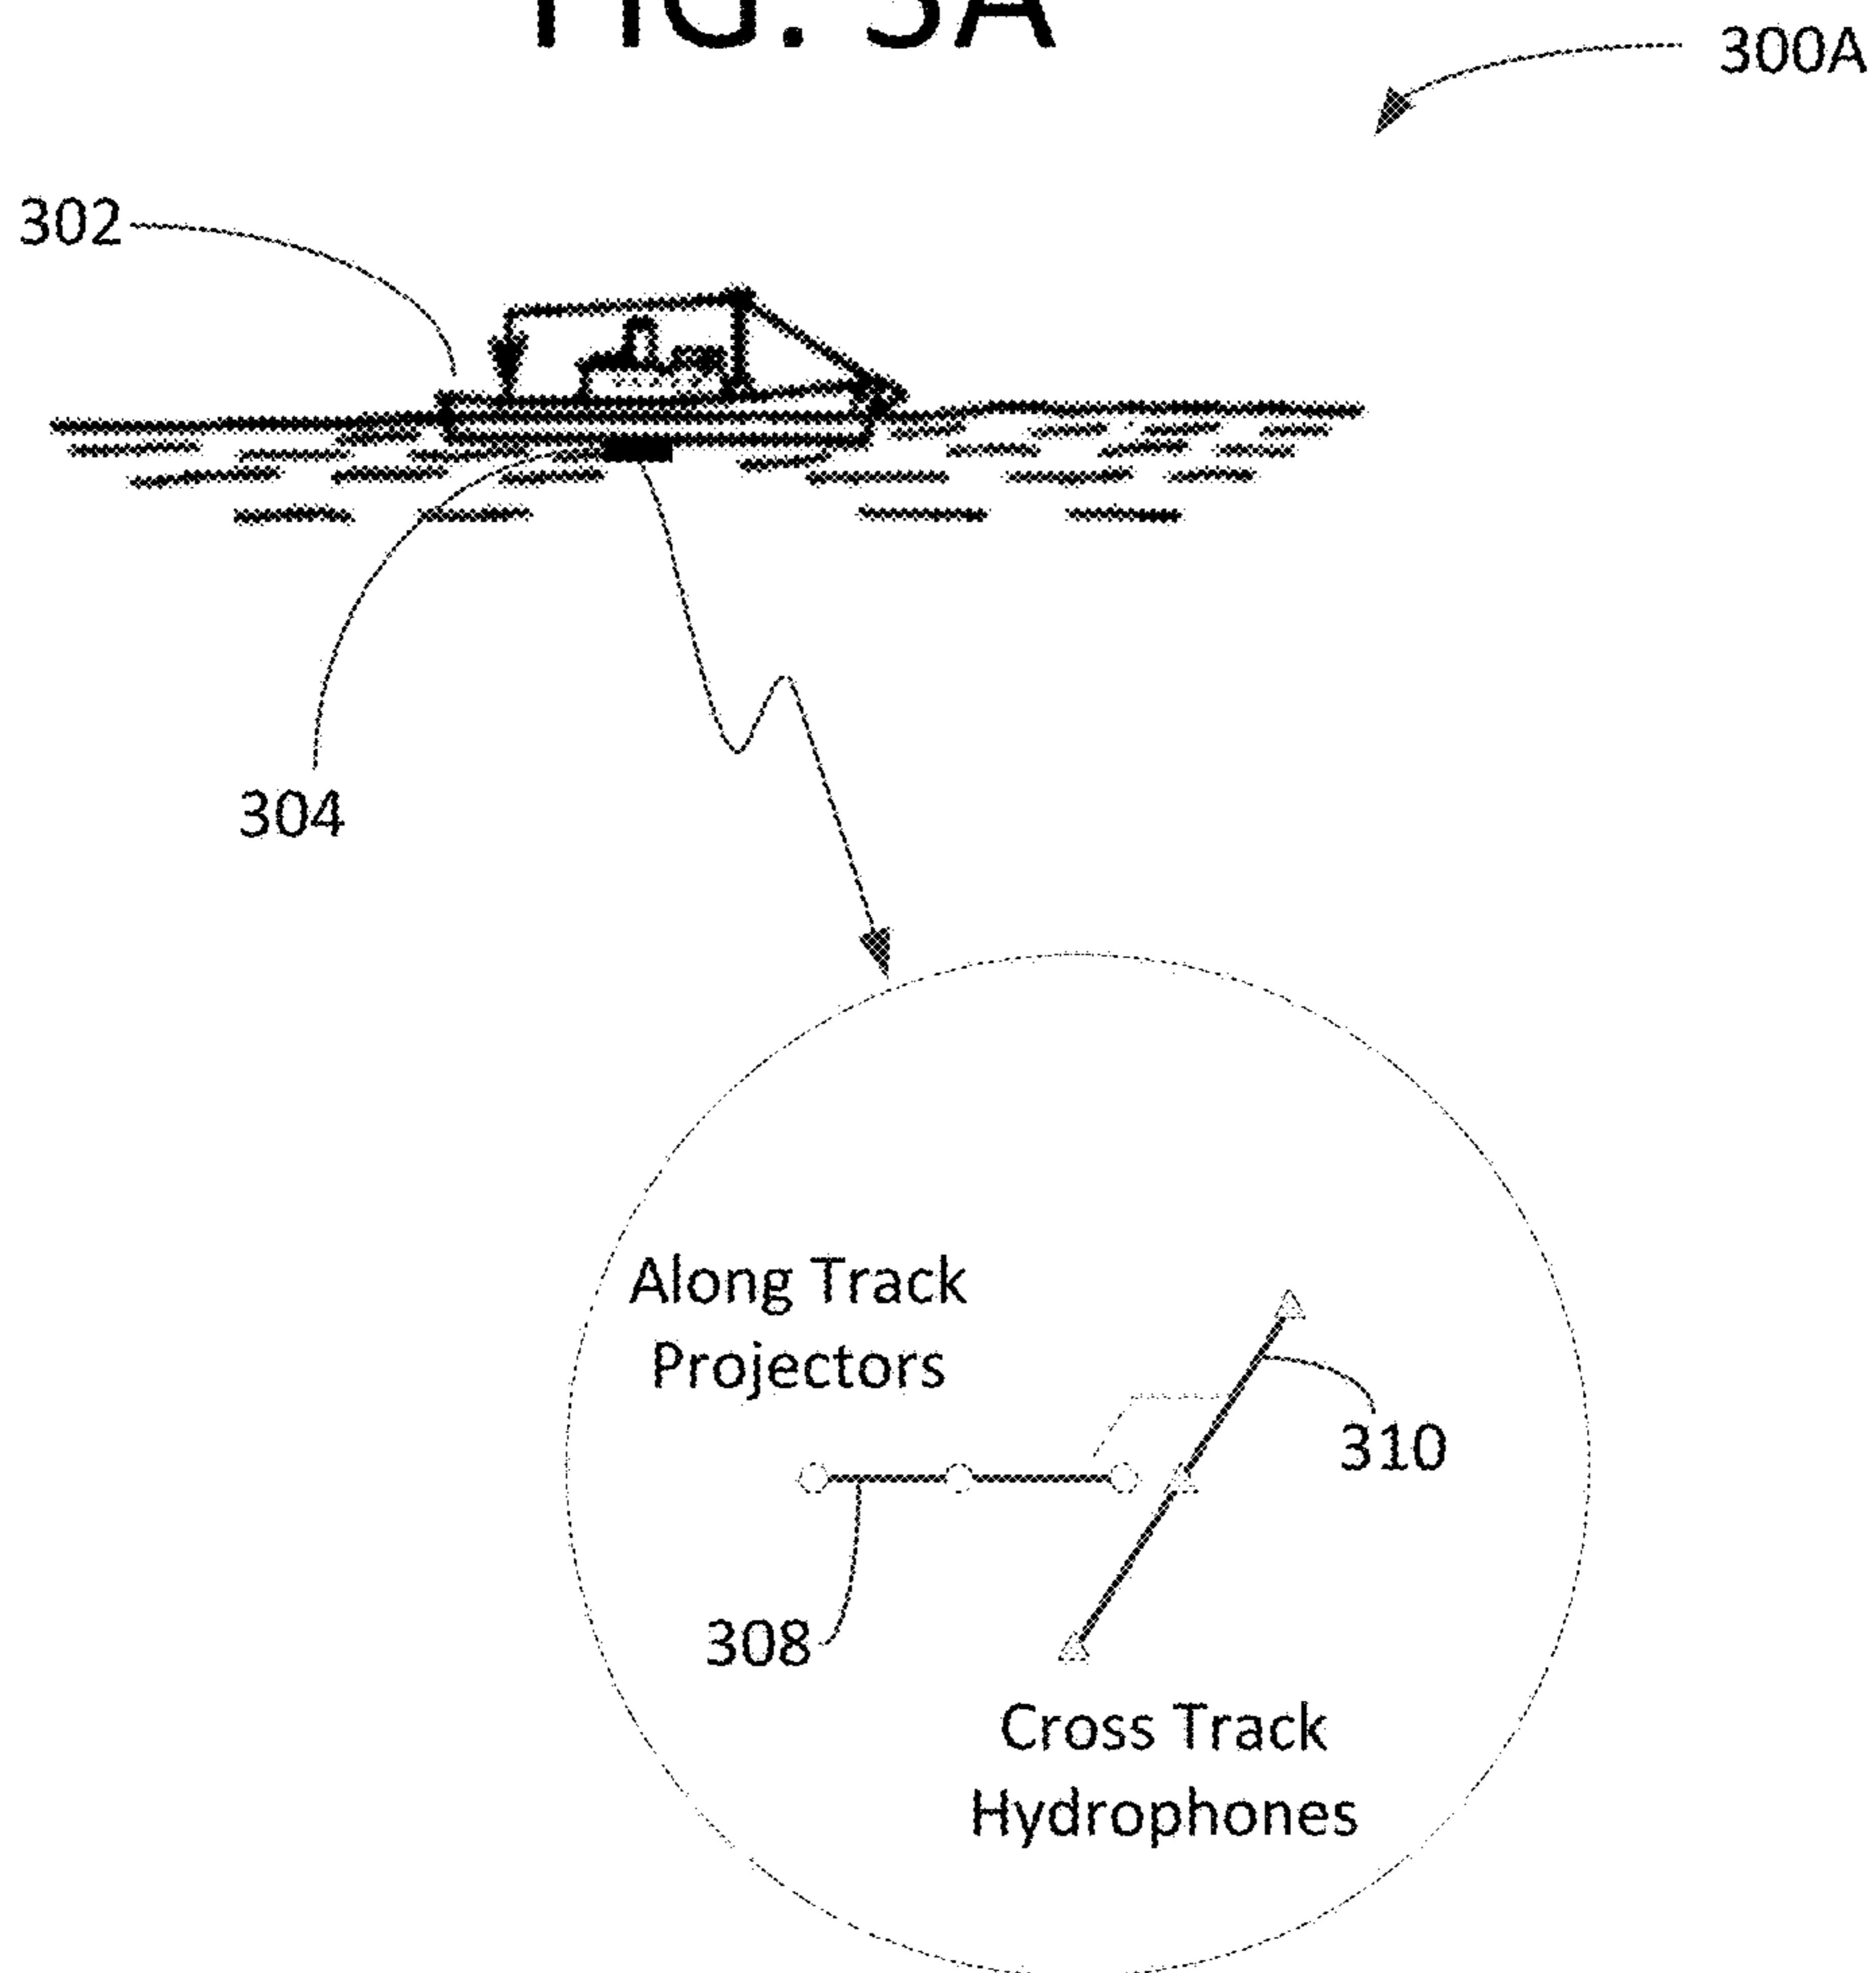 FIG. 3A
300A
302
304
Along Track
Projectors
310
308
Cross Track
Hydrophones